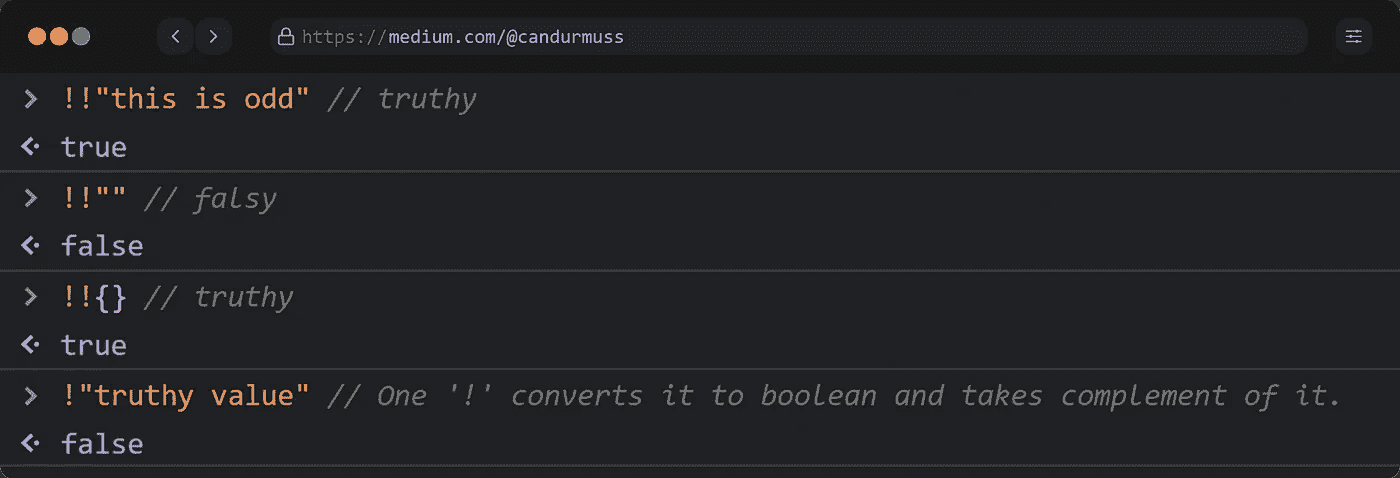 https://medium.com/@candurmuss
> !!"this is odd" // truthy
<· true
> !!"" // falsy
<· false
> !!{} // truthy
<· true
> !"truthy value" // One '!' converts it to boolean and takes complement of it.
<· false